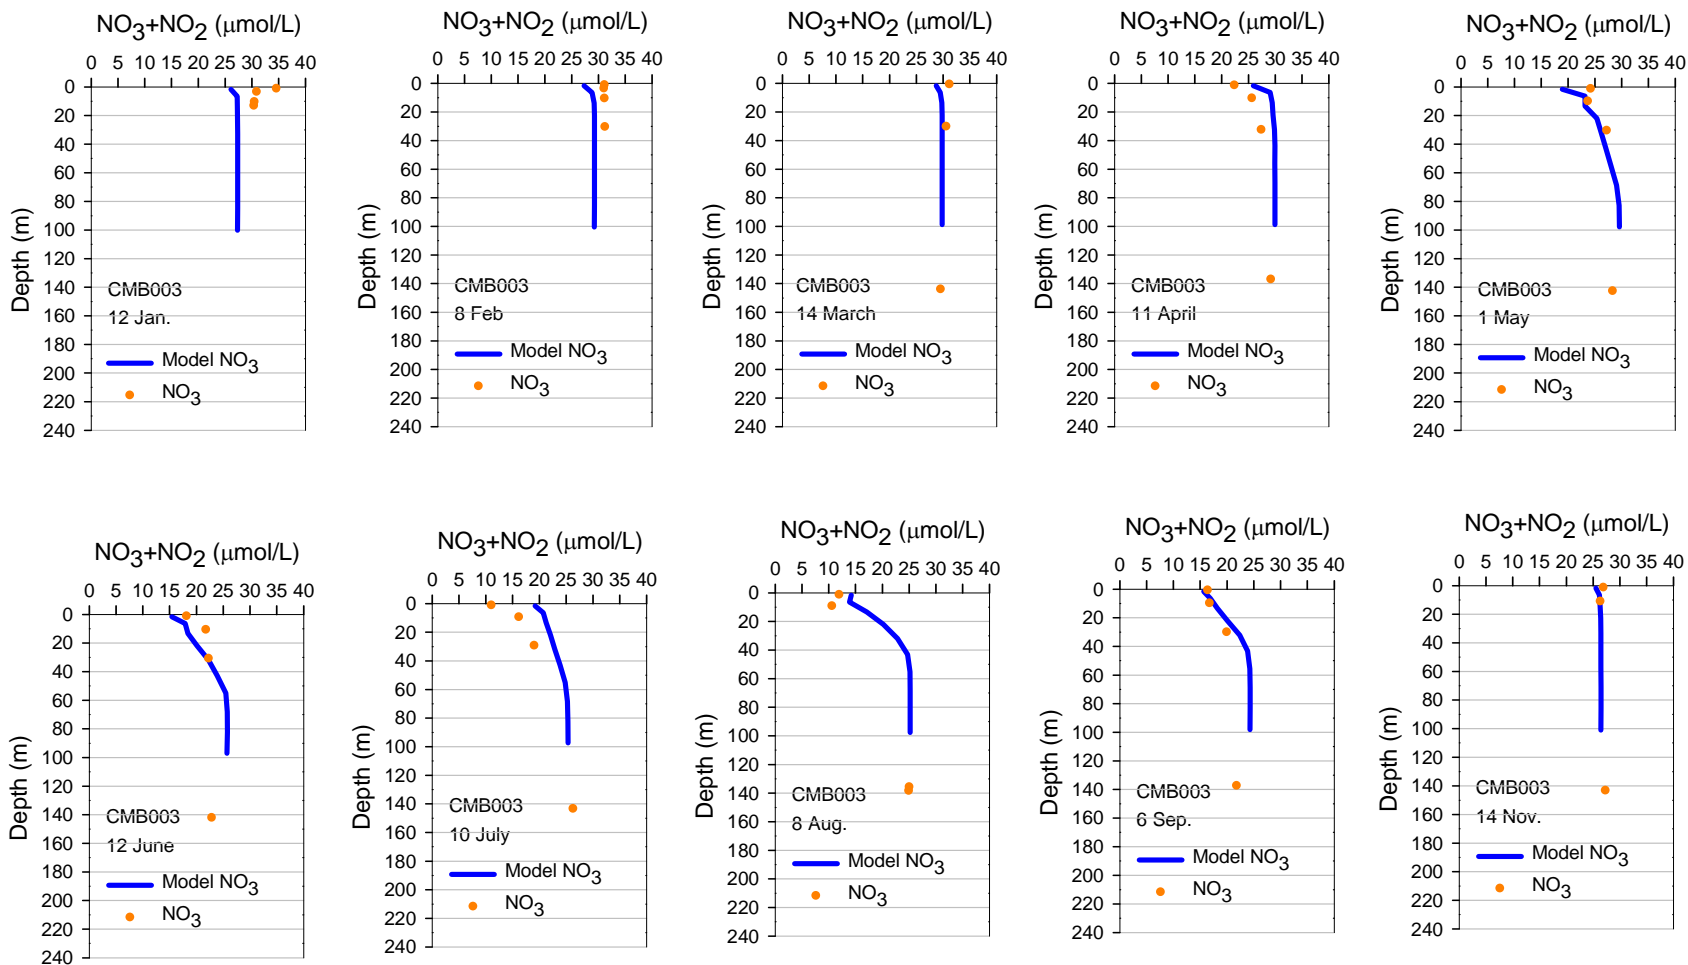 NO3+NO2 (μmol/L)
0 5 10 15 20 25 30 35 40
0
20
40
60
80
100
120
140
160
180
200
220
240
Depth (m)
CMB003
12 Jan.
Model NO3
NO3
NO3+NO2 (μmol/L)
0 5 10 15 20 25 30 35 40
0
20
40
60
80
100
120
140
160
180
200
220
240
Depth (m)
CMB003
8 Feb
Model NO3
NO3
NO3+NO2 (μmol/L)
0 5 10 15 20 25 30 35 40
0
20
40
60
80
100
120
140
160
180
200
220
240
Depth (m)
CMB003
14 March
Model NO3
NO3
NO3+NO2 (μmol/L)
0 5 10 15 20 25 30 35 40
0
20
40
60
80
100
120
140
160
180
200
220
240
Depth (m)
CMB003
11 April
Model NO3
NO3
NO3+NO2 (μmol/L)
0 5 10 15 20 25 30 35 40
0
20
40
60
80
100
120
140
160
180
200
220
240
Depth (m)
CMB003
1 May
Model NO3
NO3
NO3+NO2 (μmol/L)
0 5 10 15 20 25 30 35 40
0
20
40
60
80
100
120
140
160
180
200
220
240
Depth (m)
CMB003
12 June
Model NO3
NO3
NO3+NO2 (μmol/L)
0 5 10 15 20 25 30 35 40
0
20
40
60
80
100
120
140
160
180
200
220
240
Depth (m)
CMB003
10 July
Model NO3
NO3
NO3+NO2 (μmol/L)
0 5 10 15 20 25 30 35 40
0
20
40
60
80
100
120
140
160
180
200
220
240
Depth (m)
CMB003
8 Aug.
Model NO3
NO3
NO3+NO2 (μmol/L)
0 5 10 15 20 25 30 35 40
0
20
40
60
80
100
120
140
160
180
200
220
240
Depth (m)
CMB003
6 Sep.
Model NO3
NO3
NO3+NO2 (μmol/L)
0 5 10 15 20 25 30 35 40
0
20
40
60
80
100
120
140
160
180
200
220
240
Depth (m)
CMB003
14 Nov.
Model NO3
NO3